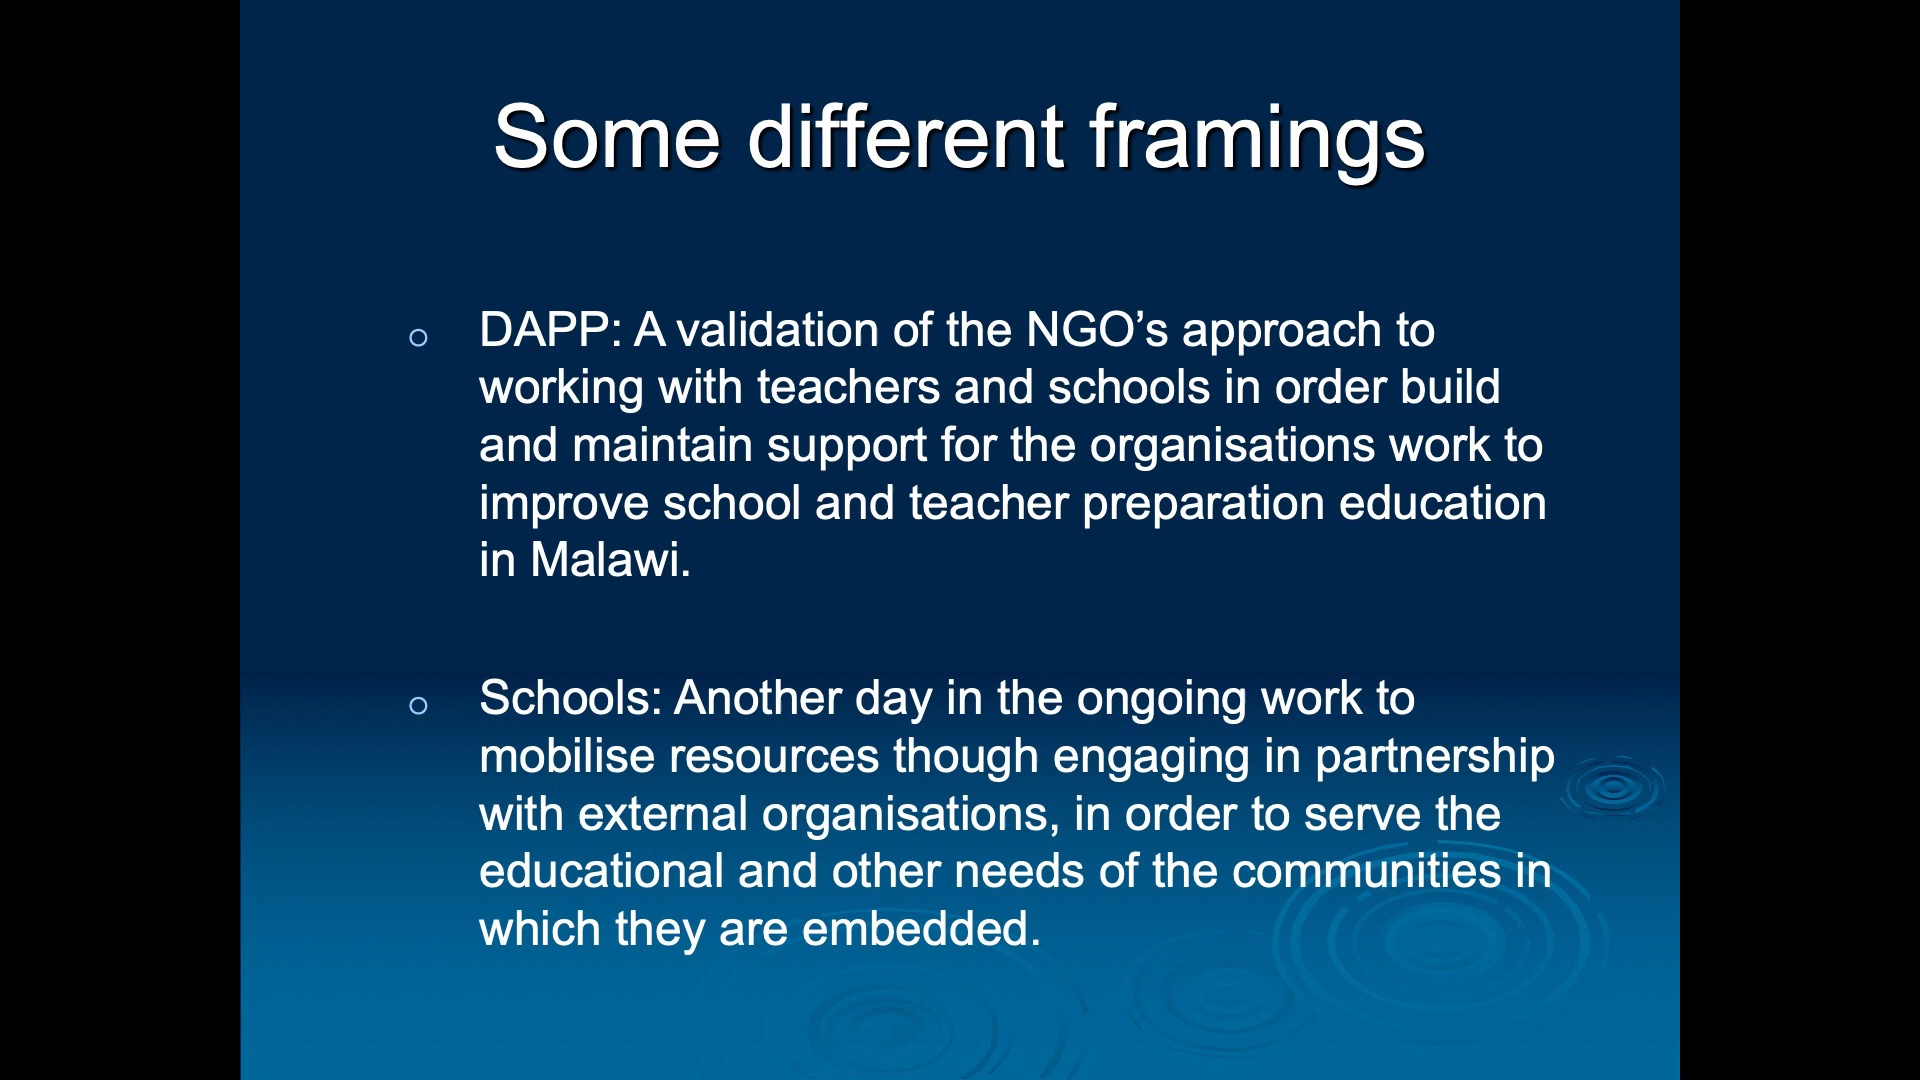 Some different framings
DAPP: A validation of the NGO’s approach to
working with teachers and schools in order build
and maintain support for the organisations work to
improve school and teacher preparation education
in Malawi.
Schools: Another day in the ongoing work to
mobilise resources though engaging in partnership
with external organisations, in order to serve the
educational and other needs of the communities in
which they are embedded.